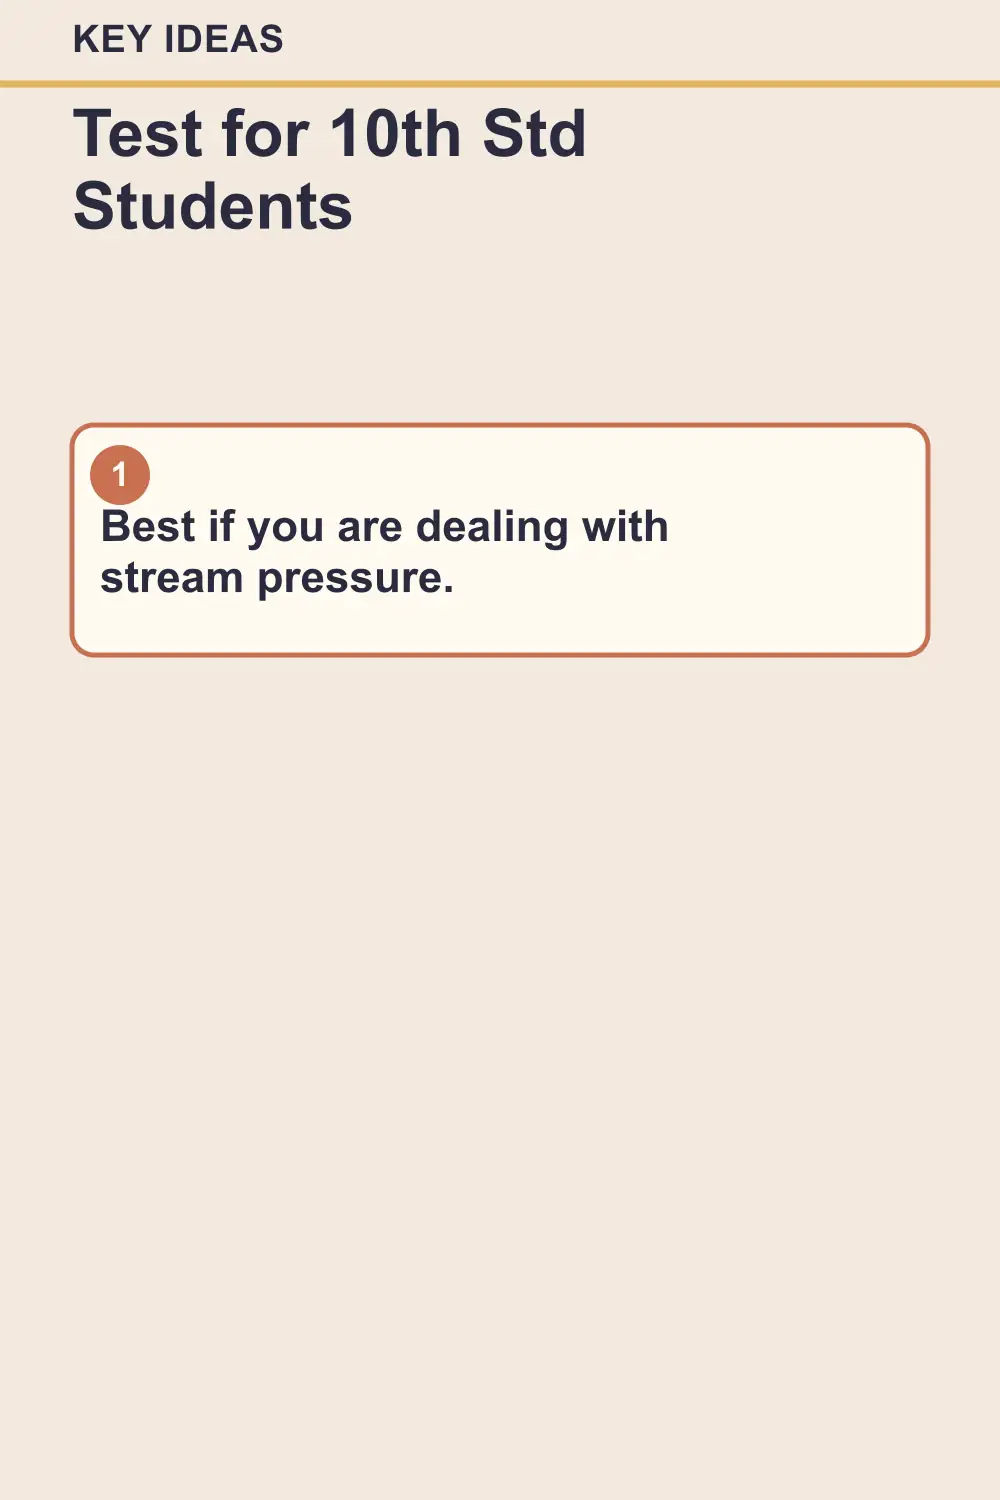 KEY IDEAS
Test for 10th Std
Students
1
Best if you are dealing with
stream pressure.